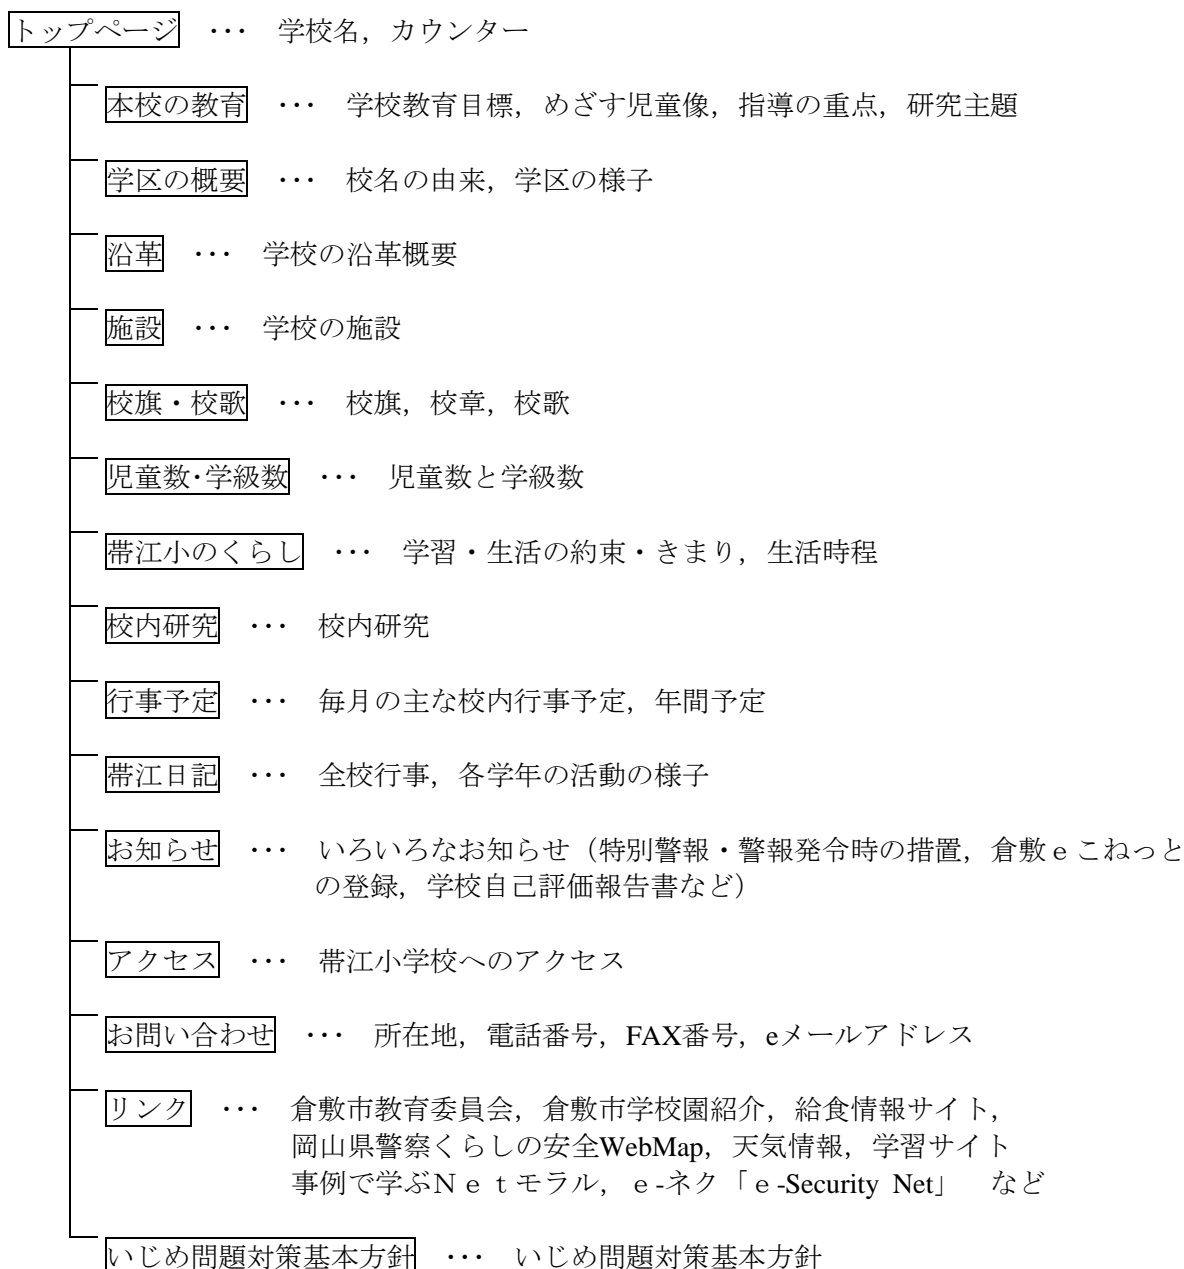 トップページ ･･･ 学校名，カウンター
本校の教育 ･･･ 学校教育目標，めざす児童像，指導の重点，研究主題
学区の概要 ･･･ 校名の由来，学区の様子
沿革 ･･･ 学校の沿革概要
施設 ･･･ 学校の施設
校旗・校歌 ･･･ 校旗，校章，校歌
児童数･学級数 ･･･ 児童数と学級数
帯江小のくらし ･･･ 学習・生活の約束・きまり，生活時程
校内研究 ･･･ 校内研究
行事予定 ･･･ 毎月の主な校内行事予定，年間予定
帯江日記 ･･･ 全校行事，各学年の活動の様子
お知らせ ･･･ いろいろなお知らせ（特別警報・警報発令時の措置，倉敷ｅこねっと
の登録，学校自己評価報告書など）
アクセス ･･･ 帯江小学校へのアクセス
お問い合わせ ･･･ 所在地，電話番号，FAX番号，eメールアドレス
リンク ･･･ 倉敷市教育委員会，倉敷市学校園紹介，給食情報サイト，
岡山県警察くらしの安全WebMap，天気情報，学習サイト
事例で学ぶＮｅｔモラル，ｅ-ネク「ｅ-Security Net」 など
いじめ問題対策基本方針 ･･･ いじめ問題対策基本方針